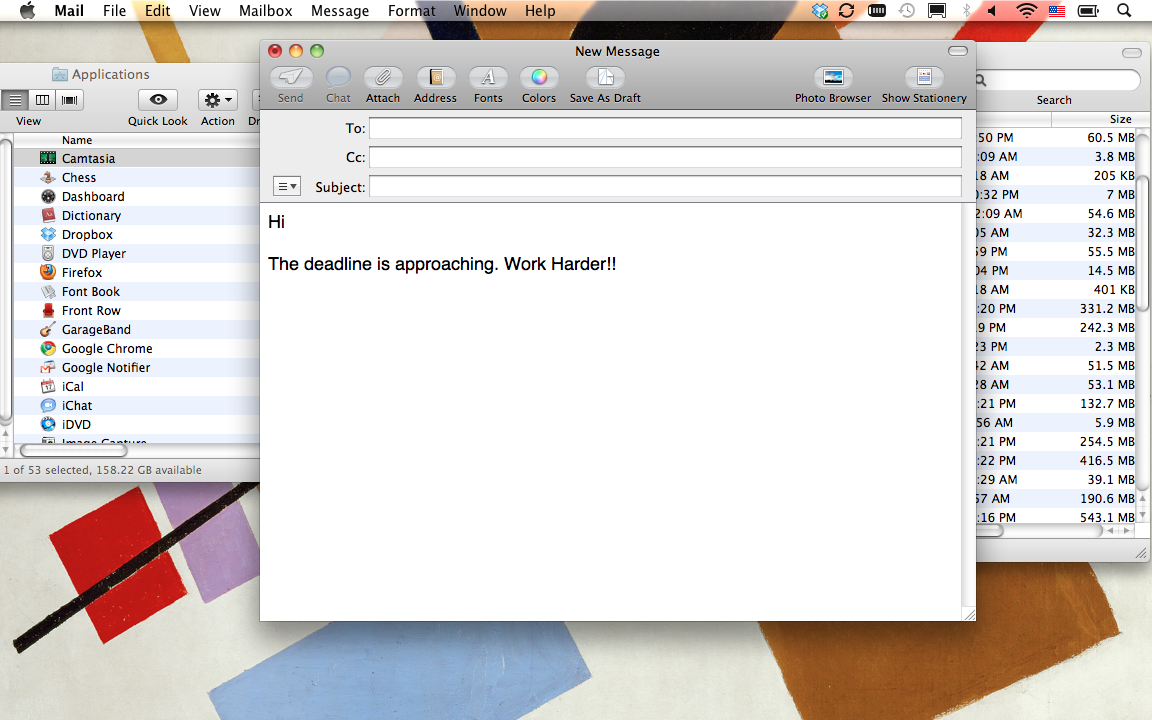 Mail File Edit View Mailbox Message Format Window Help
Applications
View Quick Look Action
Name
Camtasia
Chess
Dashboard
Dictionary
Dropbox
DVD Player
Firefox
Font Book
Front Row
GarageBand
Google Chrome
Google Notifier
iCal
iChat
iDVD
Image Capture
1 of 53 selected, 158.22 GB available
New Message
Send Chat Attach Address Fonts Colors Save As Draft Photo Browser Show Stationery
To:
Cc:
Subject:
Hi
The deadline is approaching. Work Harder!!
Search
Size
:50 PM 60.5 MB
:09 AM 3.8 MB
18 AM 205 KB
0:32 PM 7 MB
2:09 AM 54.6 MB
05 AM 32.3 MB
59 PM 55.5 MB
04 PM 14.5 MB
18 AM 401 KB
:20 PM 331.2 MB
9 PM 242.3 MB
23 PM 2.3 MB
42 AM 51.5 MB
28 AM 53.1 MB
:21 PM 132.7 MB
56 AM 5.9 MB
:21 PM 254.5 MB
:22 PM 416.5 MB
:29 AM 39.1 MB
57 AM 190.6 MB
:16 PM 543.1 MB